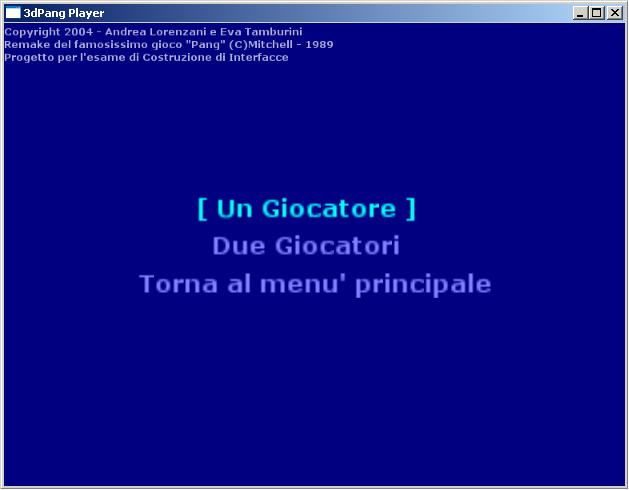 3dPang Player
Copyright 2004 - Andrea Lorenzani e Eva Tamburini
Remake del famosissimo gioco "Pang" (C)Mitchell - 1989
Progetto per l'esame di Costruzione di Interfacce
[ Un Giocatore ]
Due Giocatori
Torna al menu' principale